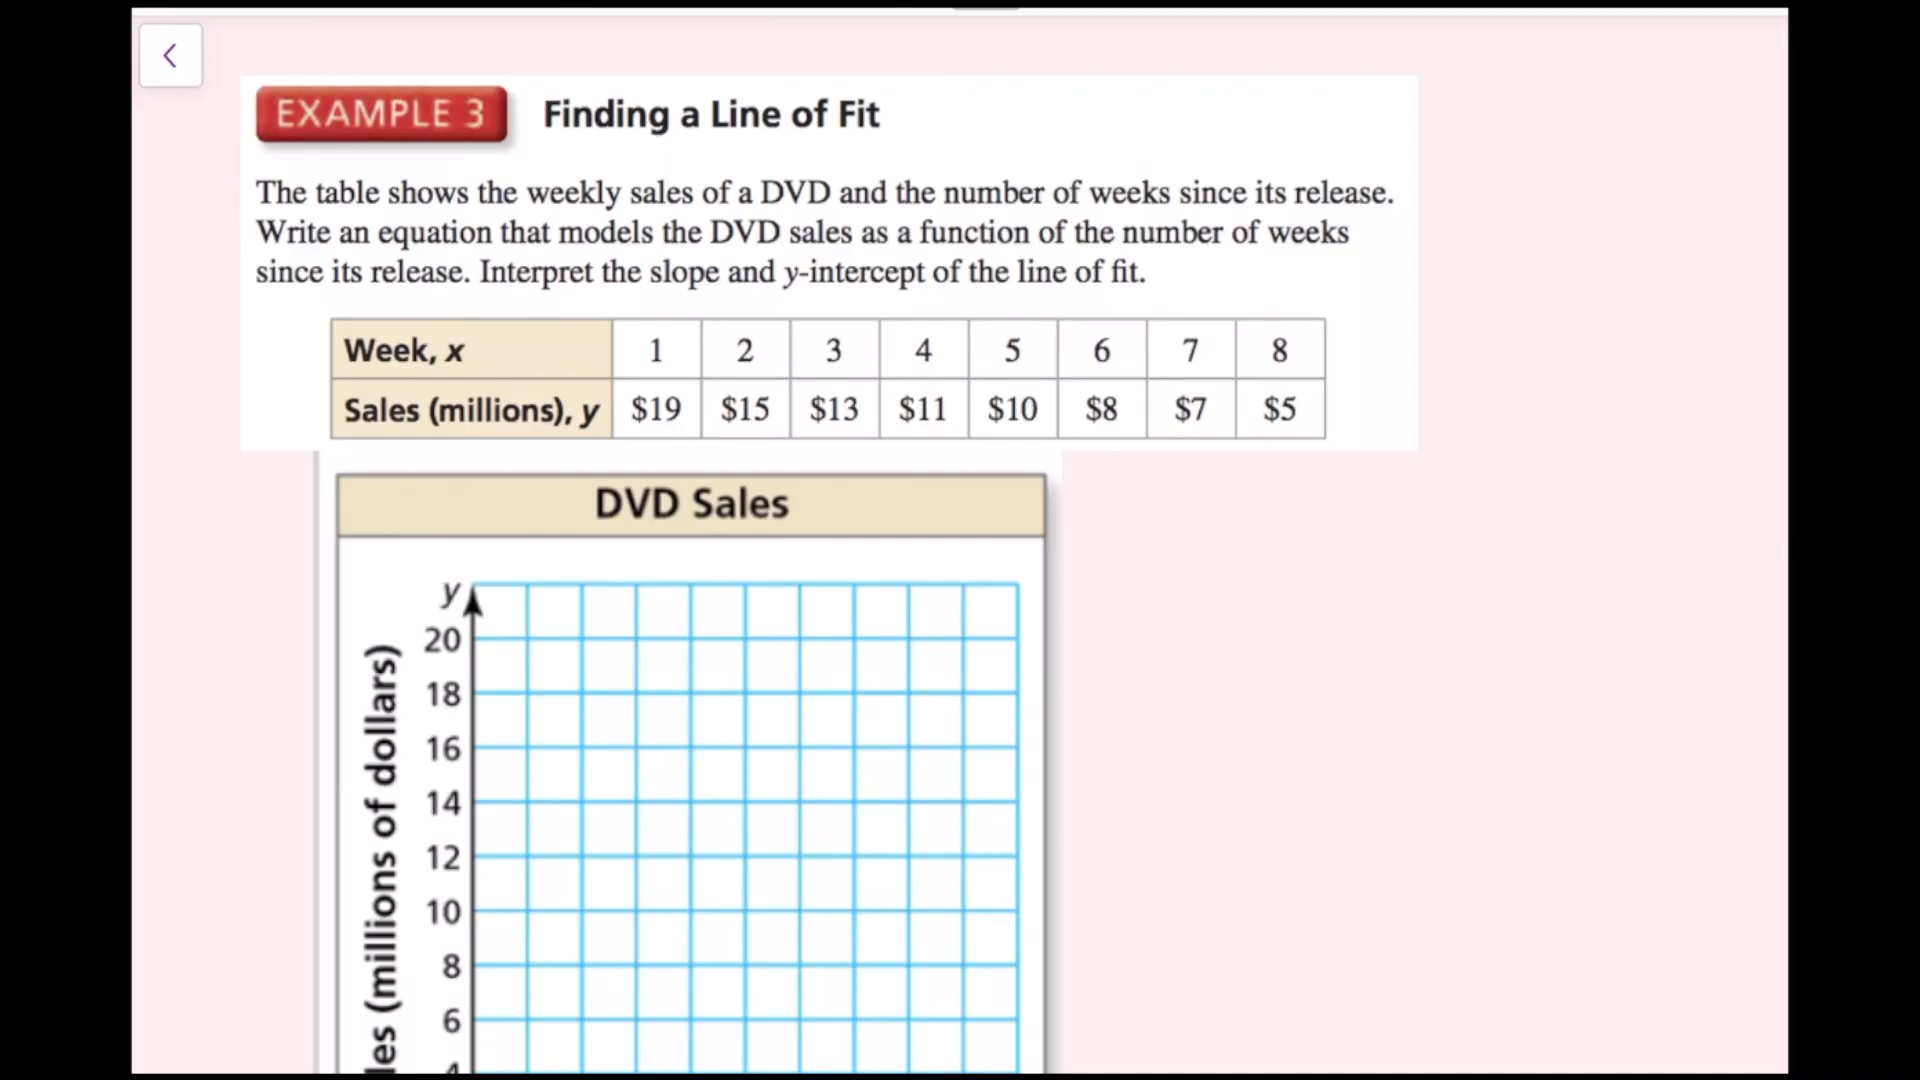 EXAMPLE 3 Finding a Line of Fit
The table shows the weekly sales of a DVD and the number of weeks since its release.
Write an equation that models the DVD sales as a function of the number of weeks
since its release. Interpret the slope and y-intercept of the line of fit.
Week, x 1 2 3 4 5 6 7 8
Sales (millions), y $19 $15 $13 $11 $10 $8 $7 $5
DVD Sales
y
20
18
16
14
12
10
8
6
4
les (millions of dollars)